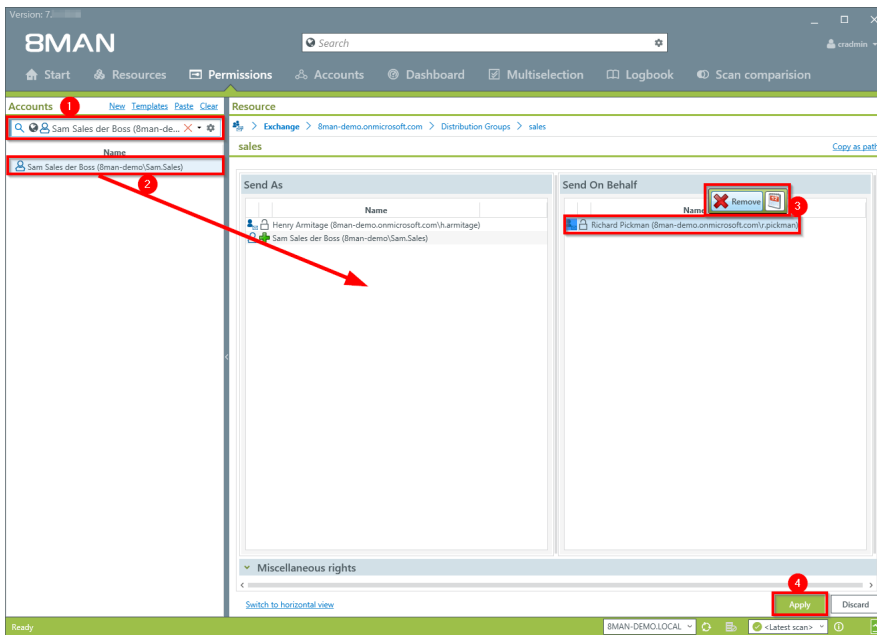 Version: 7.
8MAN
Search
cradmin
Start Resources Permissions Accounts Dashboard Multiselection Logbook Scan comparision
Accounts 1 New Templates Paste Clear
Resource
Sam Sales der Boss (8man-de...
> Exchange > 8man-demo.onmicrosoft.com > Distribution Groups > sales
sales Copy as path
Name
Sam Sales der Boss (8man-demo\Sam.Sales)
2
Send As
Name
Henry Armitage (8man-demo.onmicrosoft.com\h.armitage)
Sam Sales der Boss (8man-demo\Sam.Sales)
Send On Behalf
Remove 3
Name
Richard Pickman (8man-demo.onmicrosoft.com\r.pickman)
Miscellaneous rights
4
Switch to horizontal view
Apply Discard
Ready
8MAN-DEMO.LOCAL <Latest scan>